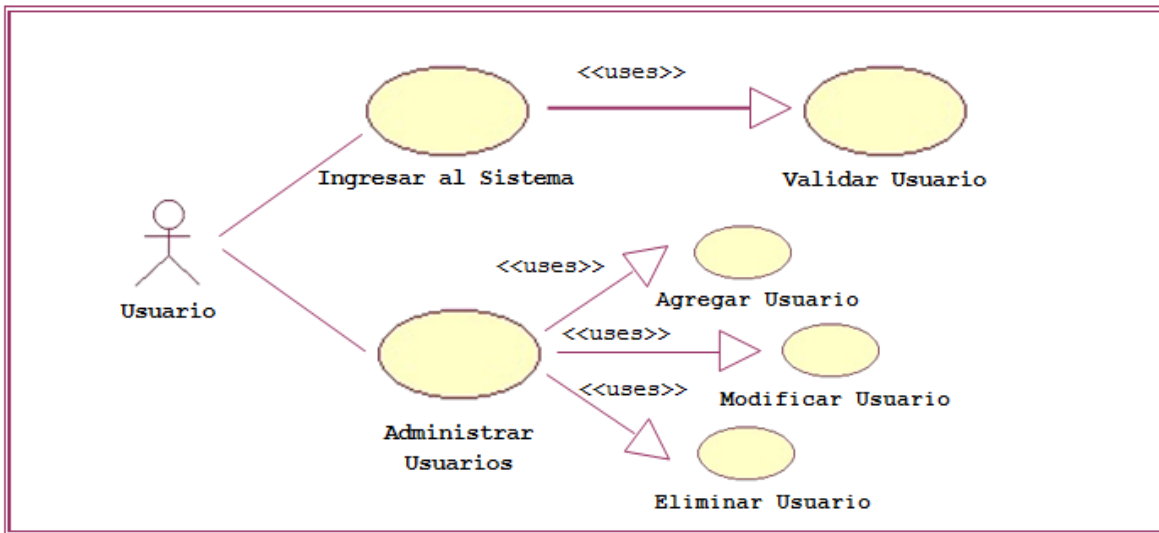 <<uses>>
Ingresar al Sistema
Validar Usuario
Usuario
<<uses>>
Agregar Usuario
<<uses>>
<<uses>>
Modificar Usuario
Administrar
Usuarios
Eliminar Usuario